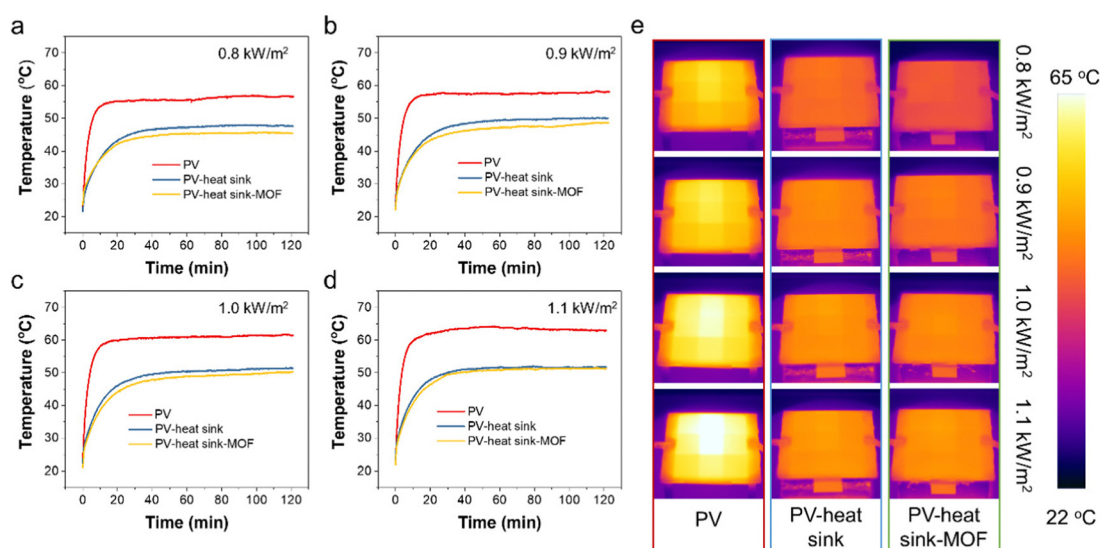 a
0.8 kW/m²
Temperature (°C)
70
60
50
40
30
20
PV
PV-heat sink
PV-heat sink-MOF
0 20 40 60 80 100 120
Time (min)
b
0.9 kW/m²
Temperature (°C)
70
60
50
40
30
20
PV
PV-heat sink
PV-heat sink-MOF
0 20 40 60 80 100 120
Time (min)
c
1.0 kW/m²
Temperature (°C)
70
60
50
40
30
20
PV
PV-heat sink
PV-heat sink-MOF
0 20 40 60 80 100 120
Time (min)
d
1.1 kW/m²
Temperature (°C)
70
60
50
40
30
20
PV
PV-heat sink
PV-heat sink-MOF
0 20 40 60 80 100 120
Time (min)
e
0.8 kW/m²
0.9 kW/m²
1.0 kW/m²
1.1 kW/m²
65 °C
22 °C
PV
PV-heat
sink
PV-heat
sink-MOF